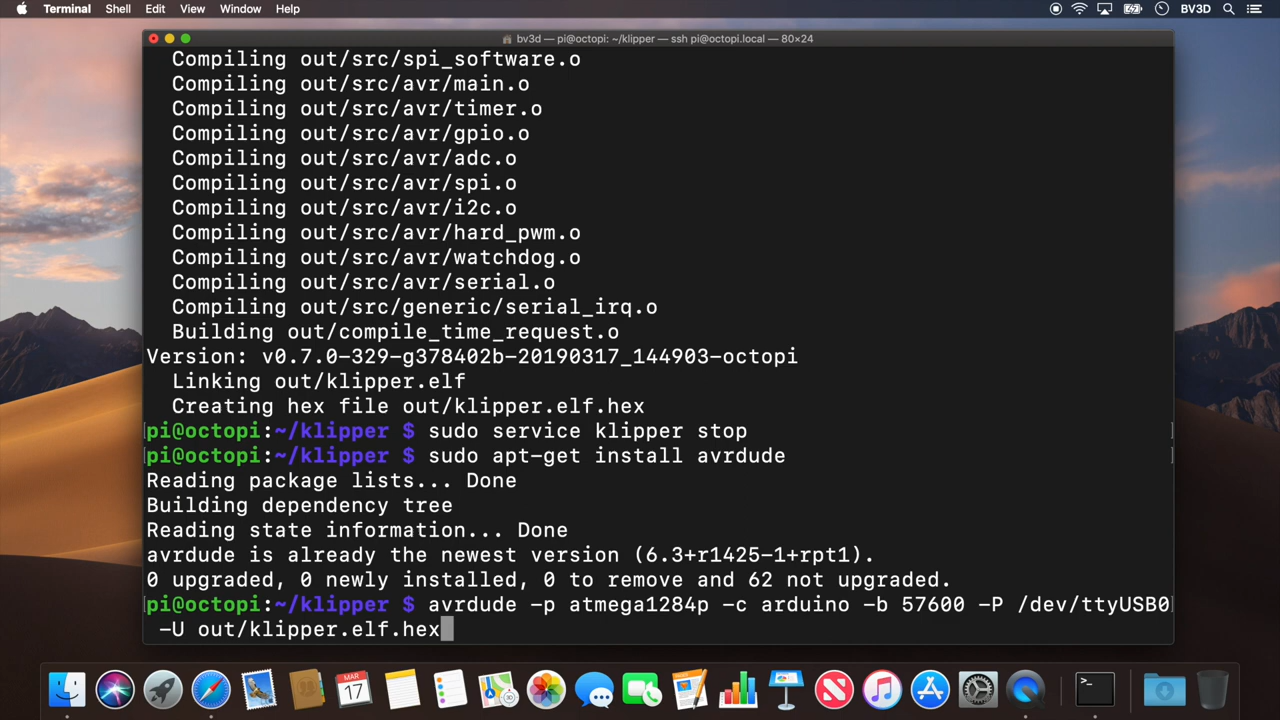 Terminal Shell Edit View Window Help BV3D
bv3d — pi@octopi: ~/klipper — ssh pi@octopi.local — 80×24
Compiling out/src/spi_software.o
Compiling out/src/avr/main.o
Compiling out/src/avr/timer.o
Compiling out/src/avr/gpio.o
Compiling out/src/avr/adc.o
Compiling out/src/avr/spi.o
Compiling out/src/avr/i2c.o
Compiling out/src/avr/hard_pwm.o
Compiling out/src/avr/watchdog.o
Compiling out/src/avr/serial.o
Compiling out/src/generic/serial_irq.o
Building out/compile_time_request.o
Version: v0.7.0-329-g378402b-20190317_144903-octopi
Linking out/klipper.elf
Creating hex file out/klipper.elf.hex
pi@octopi:~/klipper $ sudo service klipper stop
pi@octopi:~/klipper $ sudo apt-get install avrdude
Reading package lists... Done
Building dependency tree
Reading state information... Done
avrdude is already the newest version (6.3+r1425-1+rpt1).
0 upgraded, 0 newly installed, 0 to remove and 62 not upgraded.
pi@octopi:~/klipper $ avrdude -p atmega1284p -c arduino -b 57600 -P /dev/ttyUSB0
-U out/klipper.elf.hex
MAR
17